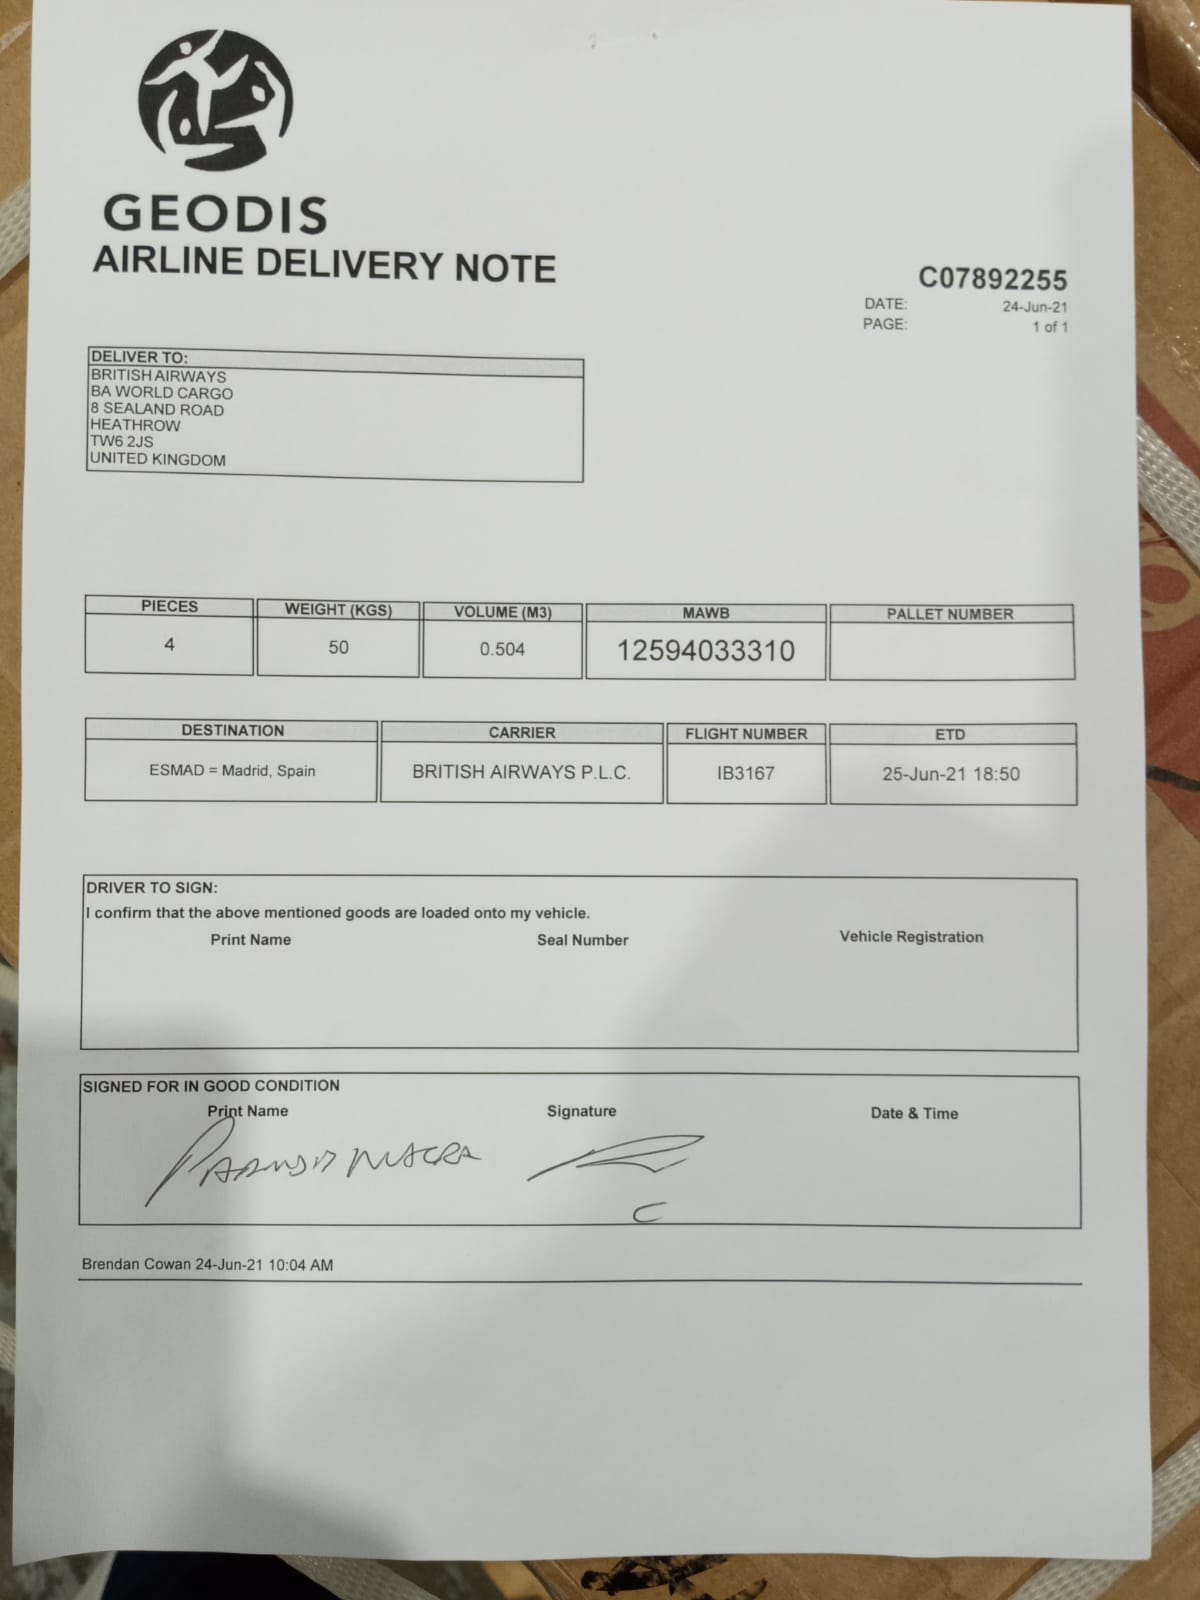 GEODIS
AIRLINE DELIVERY NOTE
C07892255
DATE: 24-Jun-21
PAGE: 1 of 1
DELIVER TO:
BRITISH AIRWAYS
BA WORLD CARGO
8 SEALAND ROAD
HEATHROW
TW6 2JS
UNITED KINGDOM
PIECES WEIGHT (KGS) VOLUME (M3) MAWB PALLET NUMBER
4 50 0.504 12594033310
DESTINATION CARRIER FLIGHT NUMBER ETD
ESMAD = Madrid, Spain BRITISH AIRWAYS P.L.C. IB3167 25-Jun-21 18:50
DRIVER TO SIGN:
I confirm that the above mentioned goods are loaded onto my vehicle.
Print Name Seal Number Vehicle Registration
SIGNED FOR IN GOOD CONDITION
Print Name Signature Date & Time
Brendan Cowan 24-Jun-21 10:04 AM